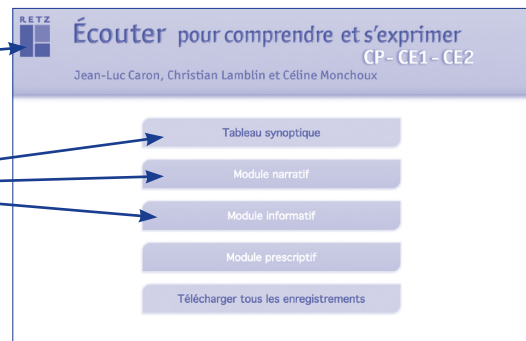 RETZ
Écouter pour comprendre et s'exprimer
CP - CE1 - CE2
Jean-Luc Caron, Christian Lamblin et Céline Monchoux
Tableau synoptique
Module narratif
Module informatif
Module prescriptif
Télécharger tous les enregistrements